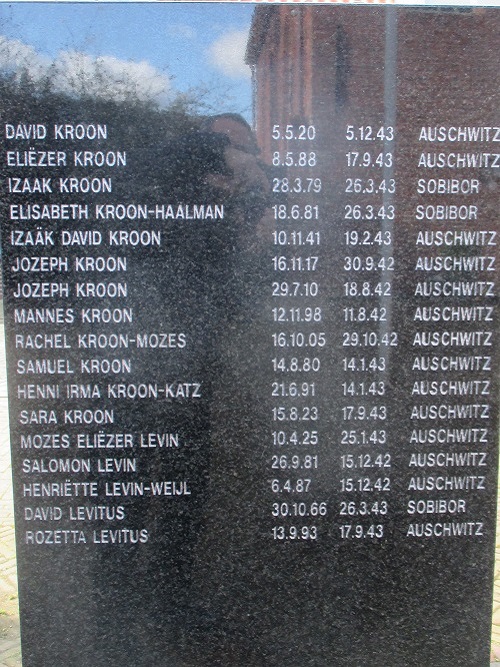 DAVID KROON 5.5.20 5.12.43 AUSCHWITZ
ELIËZER KROON 8.5.88 17.9.43 AUSCHWITZ
IZAAK KROON 28.3.79 26.3.43 SOBIBOR
ELISABETH KROON-HAALMAN 18.6.81 26.3.43 SOBIBOR
IZAÄK DAVID KROON 10.11.41 19.2.43 AUSCHWITZ
JOZEPH KROON 16.11.17 30.9.42 AUSCHWITZ
JOZEPH KROON 29.7.10 18.8.42 AUSCHWITZ
MANNES KROON 12.11.98 11.8.42 AUSCHWITZ
RACHEL KROON-MOZES 16.10.05 29.10.42 AUSCHWITZ
SAMUEL KROON 14.8.80 14.1.43 AUSCHWITZ
HENNI IRMA KROON-KATZ 21.6.91 14.1.43 AUSCHWITZ
SARA KROON 15.8.23 17.9.43 AUSCHWITZ
MOZES ELIËZER LEVIN 10.4.25 25.1.43 AUSCHWITZ
SALOMON LEVIN 26.9.81 15.12.42 AUSCHWITZ
HENRIËTTE LEVIN-WEIJL 6.4.87 15.12.42 AUSCHWITZ
DAVID LEVITUS 30.10.66 26.3.43 SOBIBOR
ROZETTA LEVITUS 13.9.93 17.9.43 AUSCHWITZ